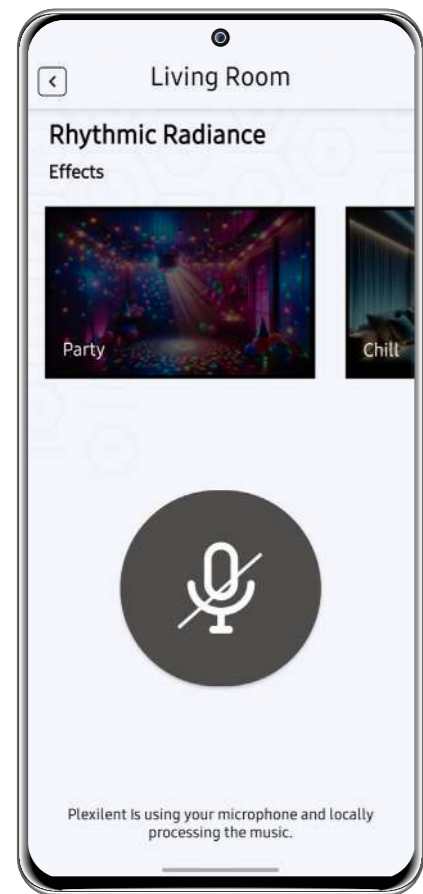 Living Room
Rhythmic Radiance
Effects
Party
Chill
Plexilent Is using your microphone and locally
processing the music.